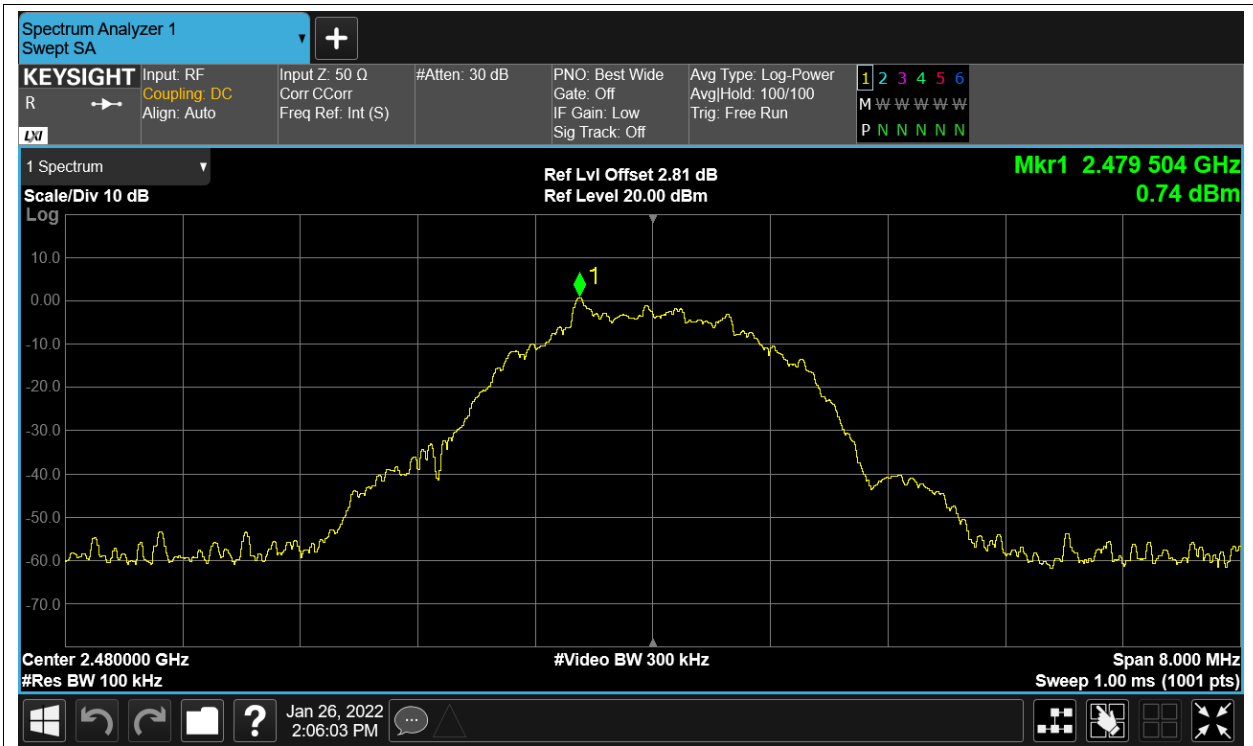 Spectrum Analyzer 1
Swept SA
KEYSIGHT
R
LXI
Input: RF
Coupling: DC
Align: Auto
Input Z: 50 Ω
Corr CCorr
Freq Ref: Int (S)
#Atten: 30 dB
PNO: Best Wide
Gate: Off
IF Gain: Low
Sig Track: Off
Avg Type: Log-Power
Avg|Hold: 100/100
Trig: Free Run
1 2 3 4 5 6
M W W W W W W
P N N N N N N
1 Spectrum
Scale/Div 10 dB
Log
Ref Lvl Offset 2.81 dB
Ref Level 20.00 dBm
Mkr1 2.479 504 GHz
0.74 dBm
1
10.0
0.00
-10.0
-20.0
-30.0
-40.0
-50.0
-60.0
-70.0
Center 2.480000 GHz
#Res BW 100 kHz
#Video BW 300 kHz
Span 8.000 MHz
Sweep 1.00 ms (1001 pts)
?
Jan 26, 2022
2:06:03 PM